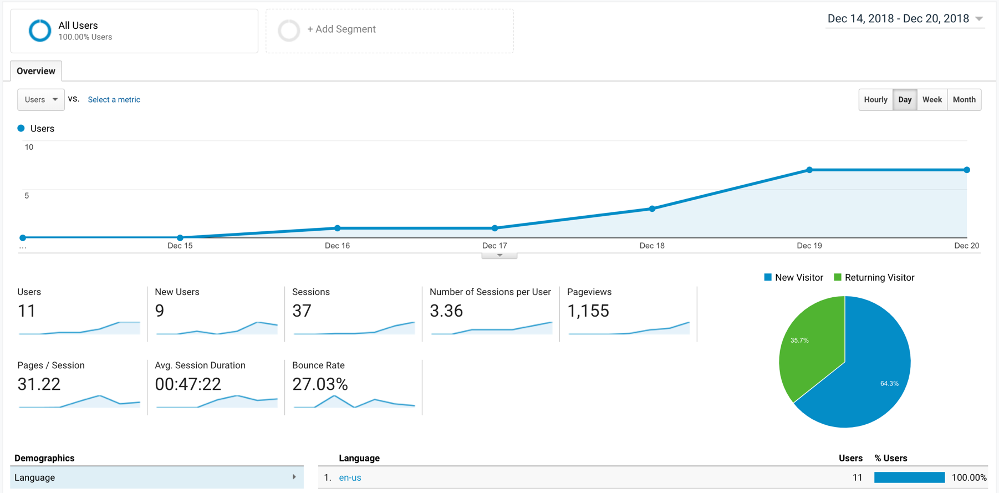 All Users
100.00% Users
+ Add Segment
Dec 14, 2018 - Dec 20, 2018
Overview
Users vs. Select a metric
Hourly Day Week Month
Users
10
5
... Dec 15 Dec 16 Dec 17 Dec 18 Dec 19 Dec 20
New Visitor Returning Visitor
Users New Users Sessions Number of Sessions per User Pageviews
11 9 37 3.36 1,155
35.7%
64.3%
Pages / Session Avg. Session Duration Bounce Rate
31.22 00:47:22 27.03%
Demographics
Language
Language Users % Users
1. en-us 11 100.00%